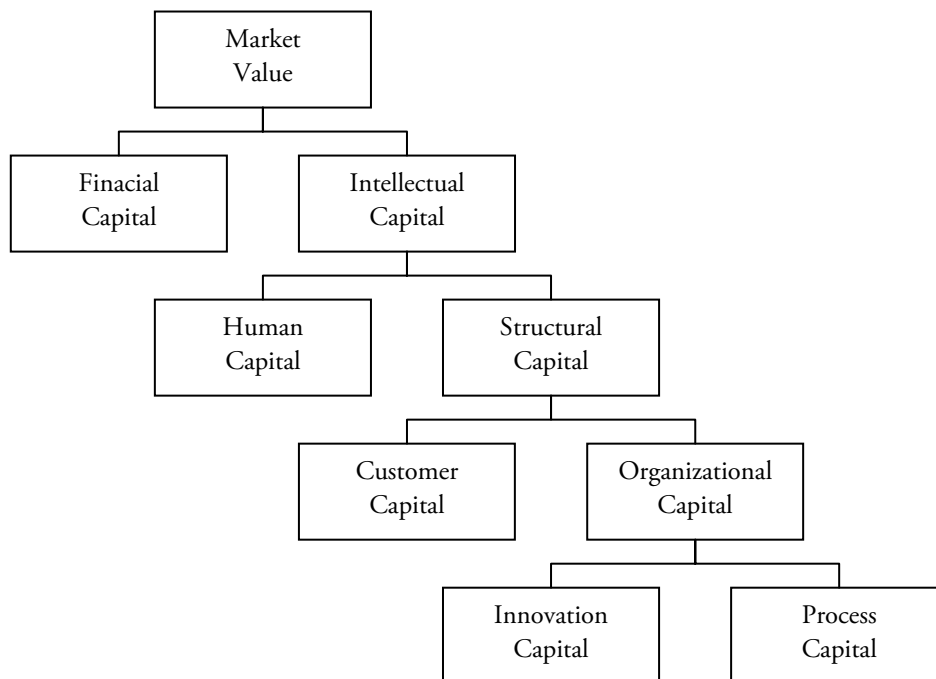 Market
Value
Finacial
Capital
Intellectual
Capital
Human
Capital
Structural
Capital
Customer
Capital
Organizational
Capital
Innovation
Capital
Process
Capital